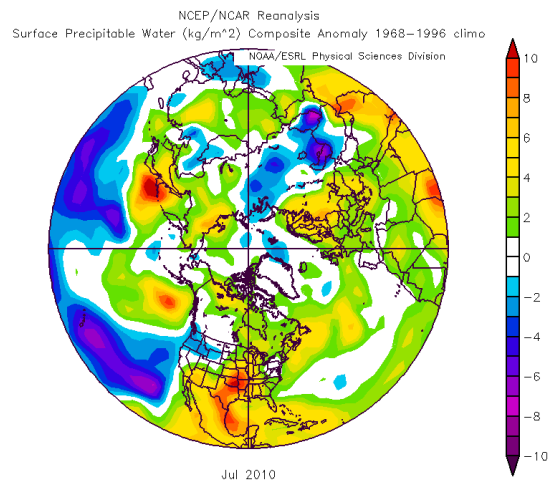 NCEP/NCAR Reanalysis
Surface Precipitable Water (kg/m^2) Composite Anomaly 1968-1996 climo
NOAA/ESRL Physical Sciences Division
10
8
6
4
2
0
-2
-4
-6
-8
-10
Jul 2010